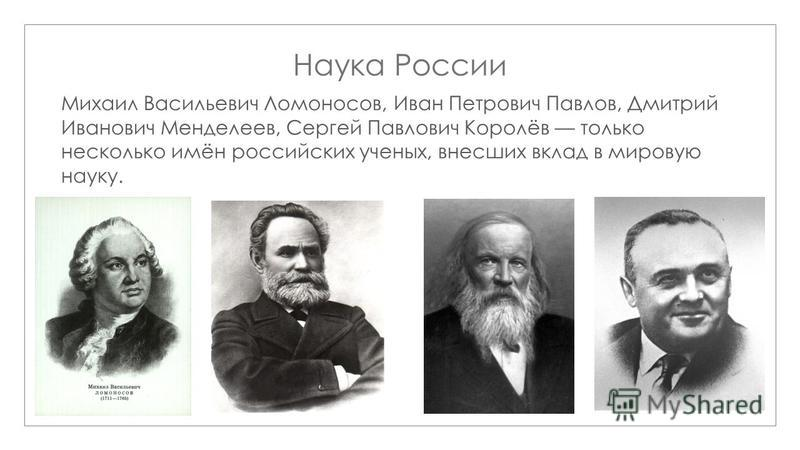 Наука России
Михаил Васильевич Ломоносов, Иван Петрович Павлов, Дмитрий
Иванович Менделеев, Сергей Павлович Королёв — только
несколько имён российских ученых, внесших вклад в мировую
науку.
Михаил Васильевич
ЛОМОНОСОВ
(1711—1765)
MyShared